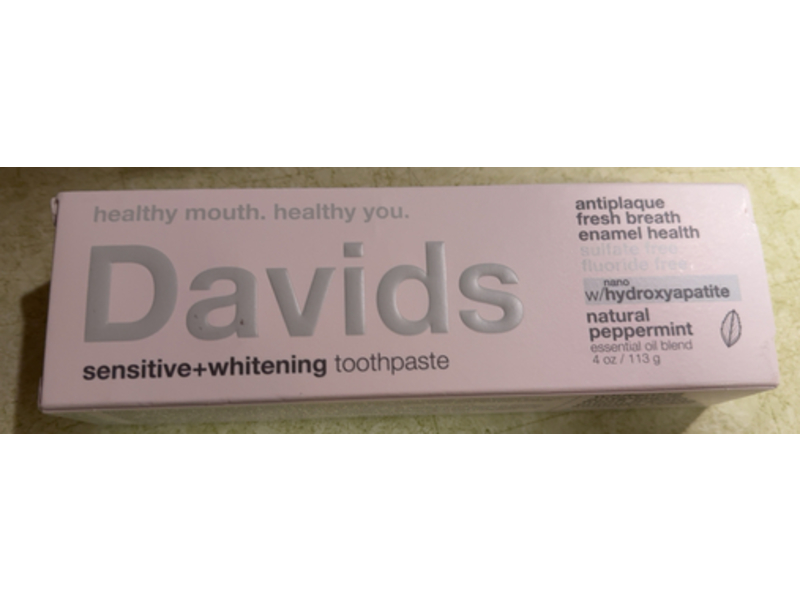 healthy mouth. healthy you.
Davids
sensitive+whitening toothpaste
antiplaque
fresh breath
enamel health
sulfate free
fluoride free
nano
w/hydroxyapatite
natural
peppermint
essential oil blend
4 oz / 113 g